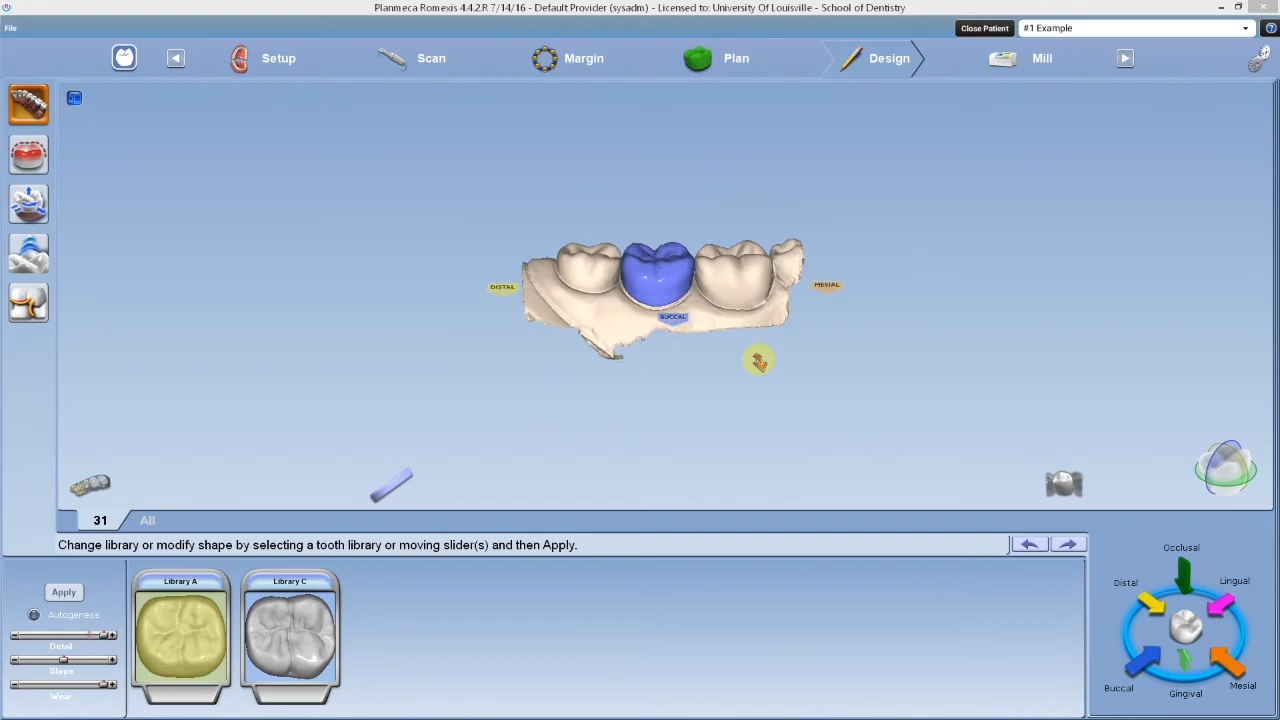 Planmeca Romexis 4.4.2.R 7/14/16 - Default Provider (sysadm) - Licensed to: University Of Louisville - School of Dentistry
File
Close Patient
#1 Example
Setup
Scan
Margin
Plan
Design
Mill
DISTAL
MESIAL
BUCCAL
31
All
Change library or modify shape by selecting a tooth library or moving slider(s) and then Apply.
Apply
Autogenesis
Detail
Slope
Wear
Library A
Library C
Occlusal
Distal
Lingual
Buccal
Mesial
Gingival